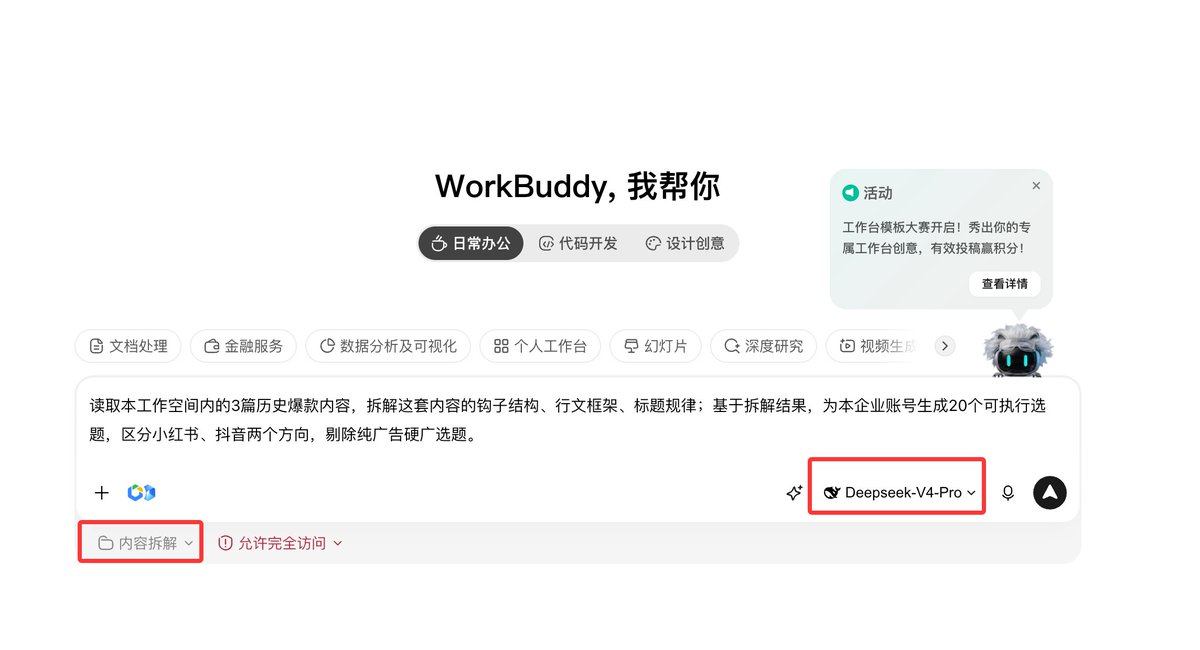 WorkBuddy, 我帮你
日常办公
代码开发
设计创意
活动
工作台模板大赛开启！秀出你的专
属工作台创意，有效投稿赢积分！
查看详情
文档处理
金融服务
数据分析及可视化
个人工作台
幻灯片
深度研究
视频生成
读取本工作空间内的3篇历史爆款内容，拆解这套内容的钩子结构、行文框架、标题规律；基于拆解结果，为本企业账号生成20个可执行选
题，区分小红书、抖音两个方向，剔除纯广告硬广选题。
Deepseek-V4-Pro
内容拆解
允许完全访问